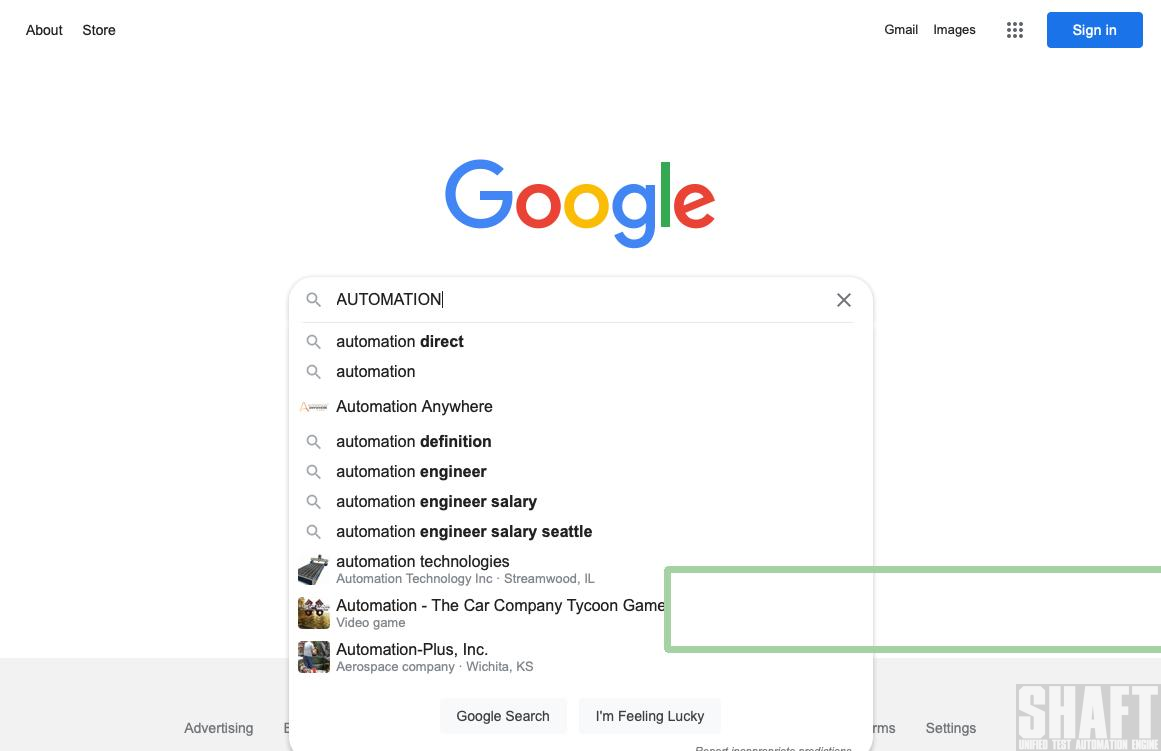 About Store
Gmail Images
Sign in
Google
AUTOMATION
automation direct
automation
Automation Anywhere
automation definition
automation engineer
automation engineer salary
automation engineer salary seattle
automation technologies
Automation Technology Inc · Streamwood, IL
Automation - The Car Company Tycoon Game
Video game
Automation-Plus, Inc.
Aerospace company · Wichita, KS
Google Search I'm Feeling Lucky
Advertising Settings
Report inappropriate predictions
SHAFT
UNIFIED TEST AUTOMATION ENGINE